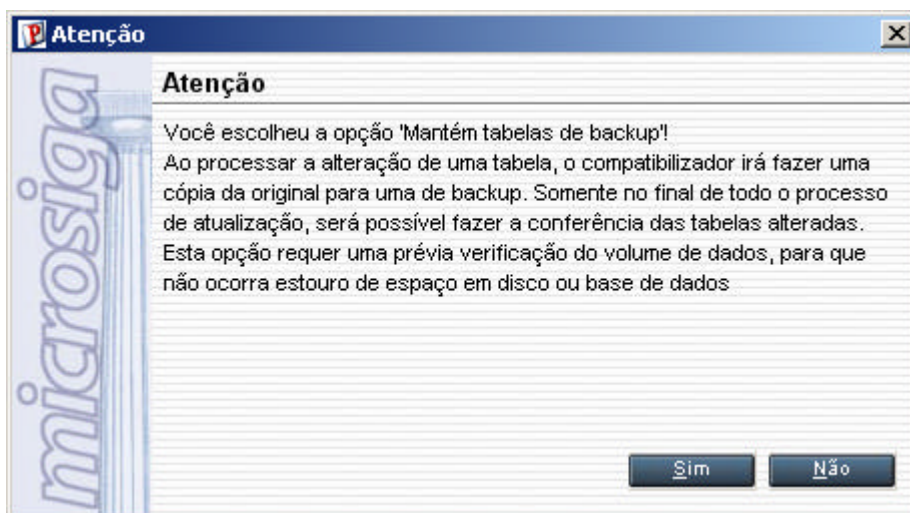 Atenção
microsiga
Atenção
Você escolheu a opção 'Mantém tabelas de backup'!
Ao processar a alteração de uma tabela, o compatibilizador irá fazer uma
cópia da original para uma de backup. Somente no final de todo o processo
de atualização, será possível fazer a conferência das tabelas alteradas.
Esta opção requer uma prévia verificação do volume de dados, para que
não ocorra estouro de espaço em disco ou base de dados
Sim
Não